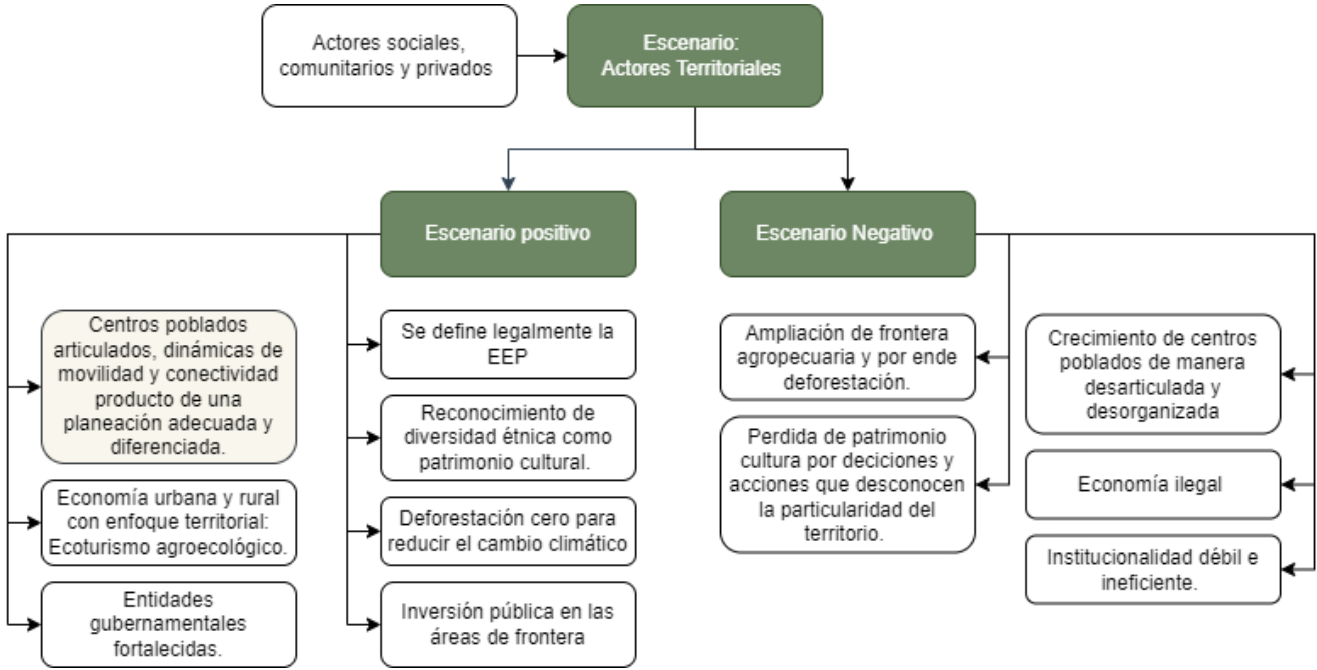 Actores sociales,
comunitarios y privados
Escenario:
Actores Territoriales
Escenario positivo
Escenario Negativo
Centros poblados
articulados, dinámicas de
movilidad y conectividad
producto de una
planeación adecuada y
diferenciada.
Economía urbana y rural
con enfoque territorial:
Ecoturismo agroecológico.
Entidades
gubernamentales
fortalecidas.
Se define legalmente la
EEP
Reconocimiento de
diversidad étnica como
patrimonio cultural.
Deforestación cero para
reducir el cambio climático
Inversión pública en las
áreas de frontera
Ampliación de frontera
agropecuaria y por ende
deforestación.
Perdida de patrimonio
cultura por deciciones y
acciones que desconocen
la particularidad del
territorio.
Crecimiento de centros
poblados de manera
desarticulada y
desorganizada
Economía ilegal
Institucionalidad débil e
ineficiente.